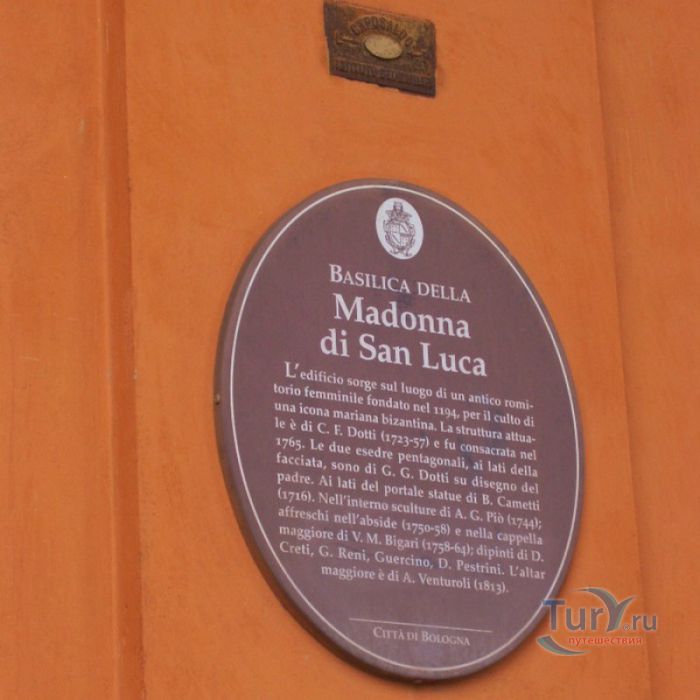 CAPOSALDO
BASILICA DELLA
Madonna
di San Luca
L'edificio sorge sul luogo di un antico romi-
torio femminile fondato nel 1194, per il culto di
una icona mariana bizantina. La struttura attua-
le è di C. F. Dotti (1723-57) e fu consacrata nel
1765. Le due esedre pentagonali, ai lati della
facciata, sono di G. G. Dotti su disegno del
padre. Ai lati del portale statue di B. Cametti
(1716). Nell'interno sculture di A. G. Piò (1744);
affreschi nell'abside (1750-58) e nella cappella
maggiore di V. M. Bigari (1758-64); dipinti di D.
Creti, G. Reni, Guercino, D. Pestrini. L'altar
maggiore è di A. Venturoli (1813).
CITTÀ DI BOLOGNA
Tury.ru
путешествия